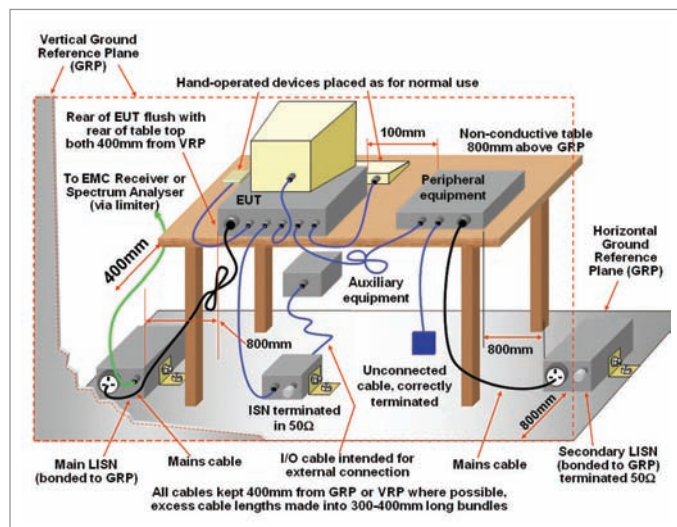 Vertical Ground
Reference Plane
(GRP)
Hand-operated devices placed as for normal use
Rear of EUT flush with
rear of table top
both 400mm from VRP
100mm
Non-conductive table
800mm above GRP
To EMC Receiver or
Spectrum Analyser
(via limiter)
EUT
Peripheral
equipment
Horizontal
Ground
Reference
Plane (GRP)
400mm
Auxiliary
equipment
800mm
800mm
Unconnected
cable, correctly
terminated
ISN terminated
in 50Ω
800mm
Main LISN
(bonded to GRP)
Mains cable
I/O cable intended for
external connection
Mains cable
Secondary LISN
(bonded to GRP)
terminated 50Ω
All cables kept 400mm from GRP or VRP where possible,
excess cable lengths made into 300-400mm long bundles